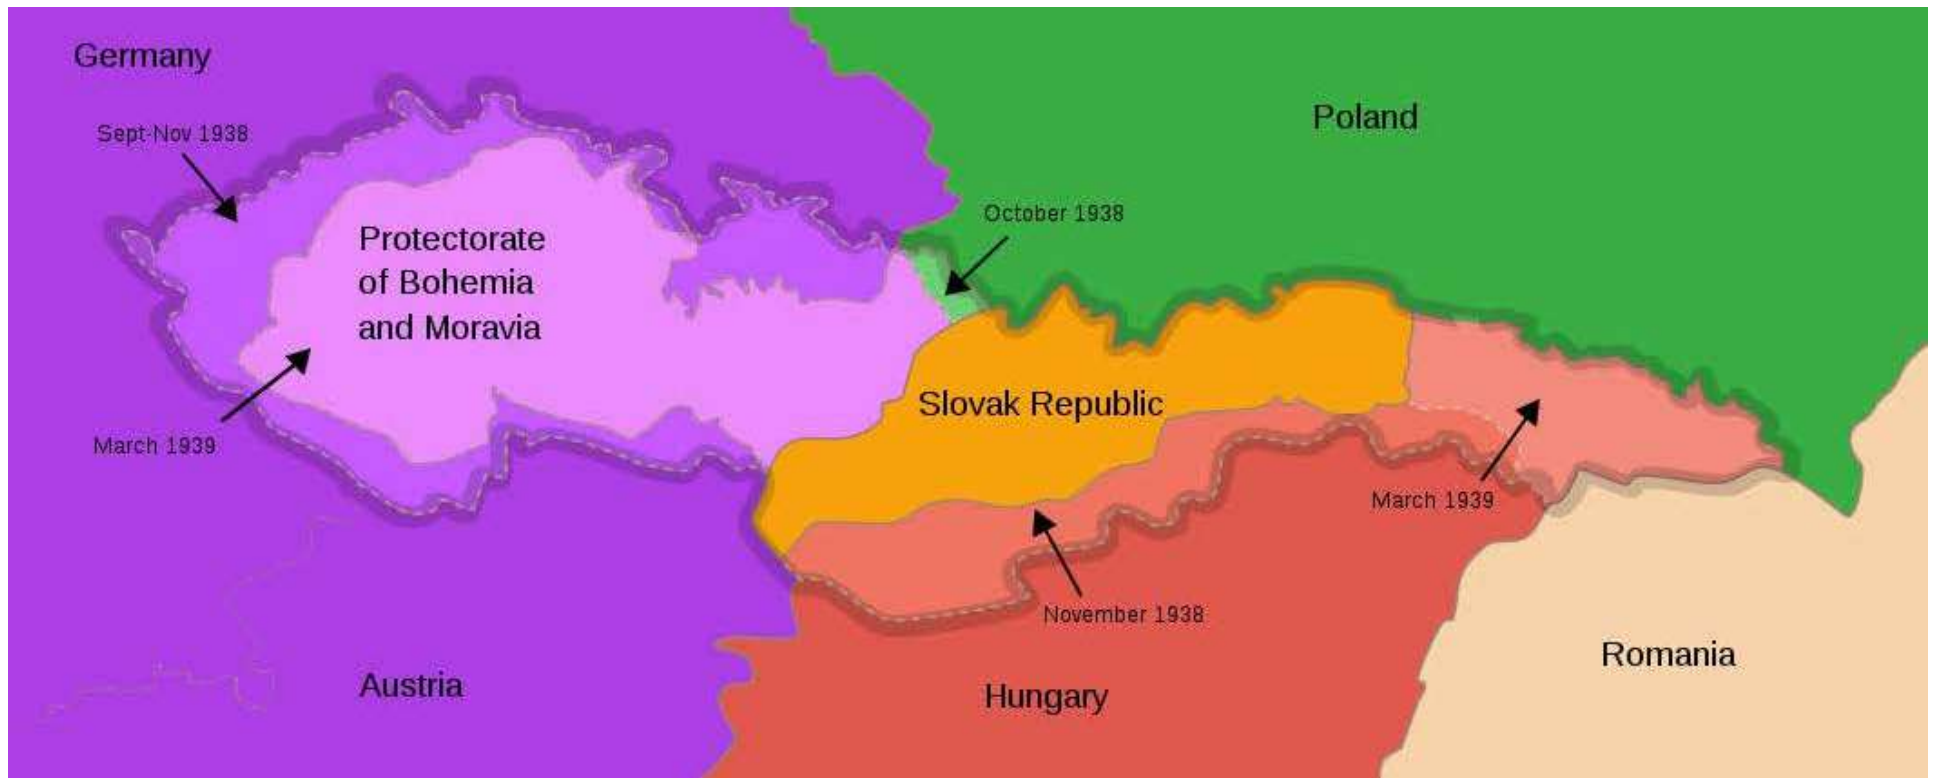 Germany
Poland
Sept-Nov 1938
October 1938
Protectorate
of Bohemia
and Moravia
Slovak Republic
March 1939
March 1939
November 1938
Romania
Austria
Hungary